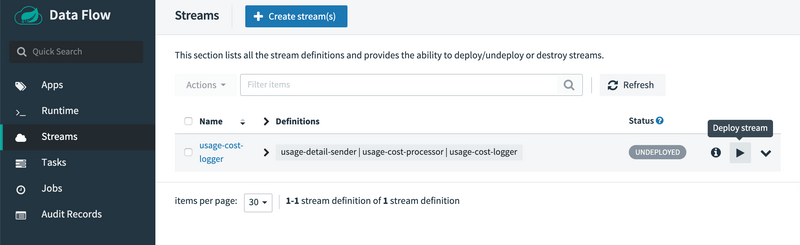 Data Flow
Quick Search
Apps
Runtime
Streams
Tasks
Jobs
Audit Records
Streams
+ Create stream(s)
This section lists all the stream definitions and provides the ability to deploy/undeploy or destroy streams.
Actions
Filter items
Refresh
Name
Definitions
Status
Deploy stream
usage-cost-
logger
usage-detail-sender | usage-cost-processor | usage-cost-logger
UNDEPLOYED
items per page: 30
1-1 stream definition of 1 stream definition